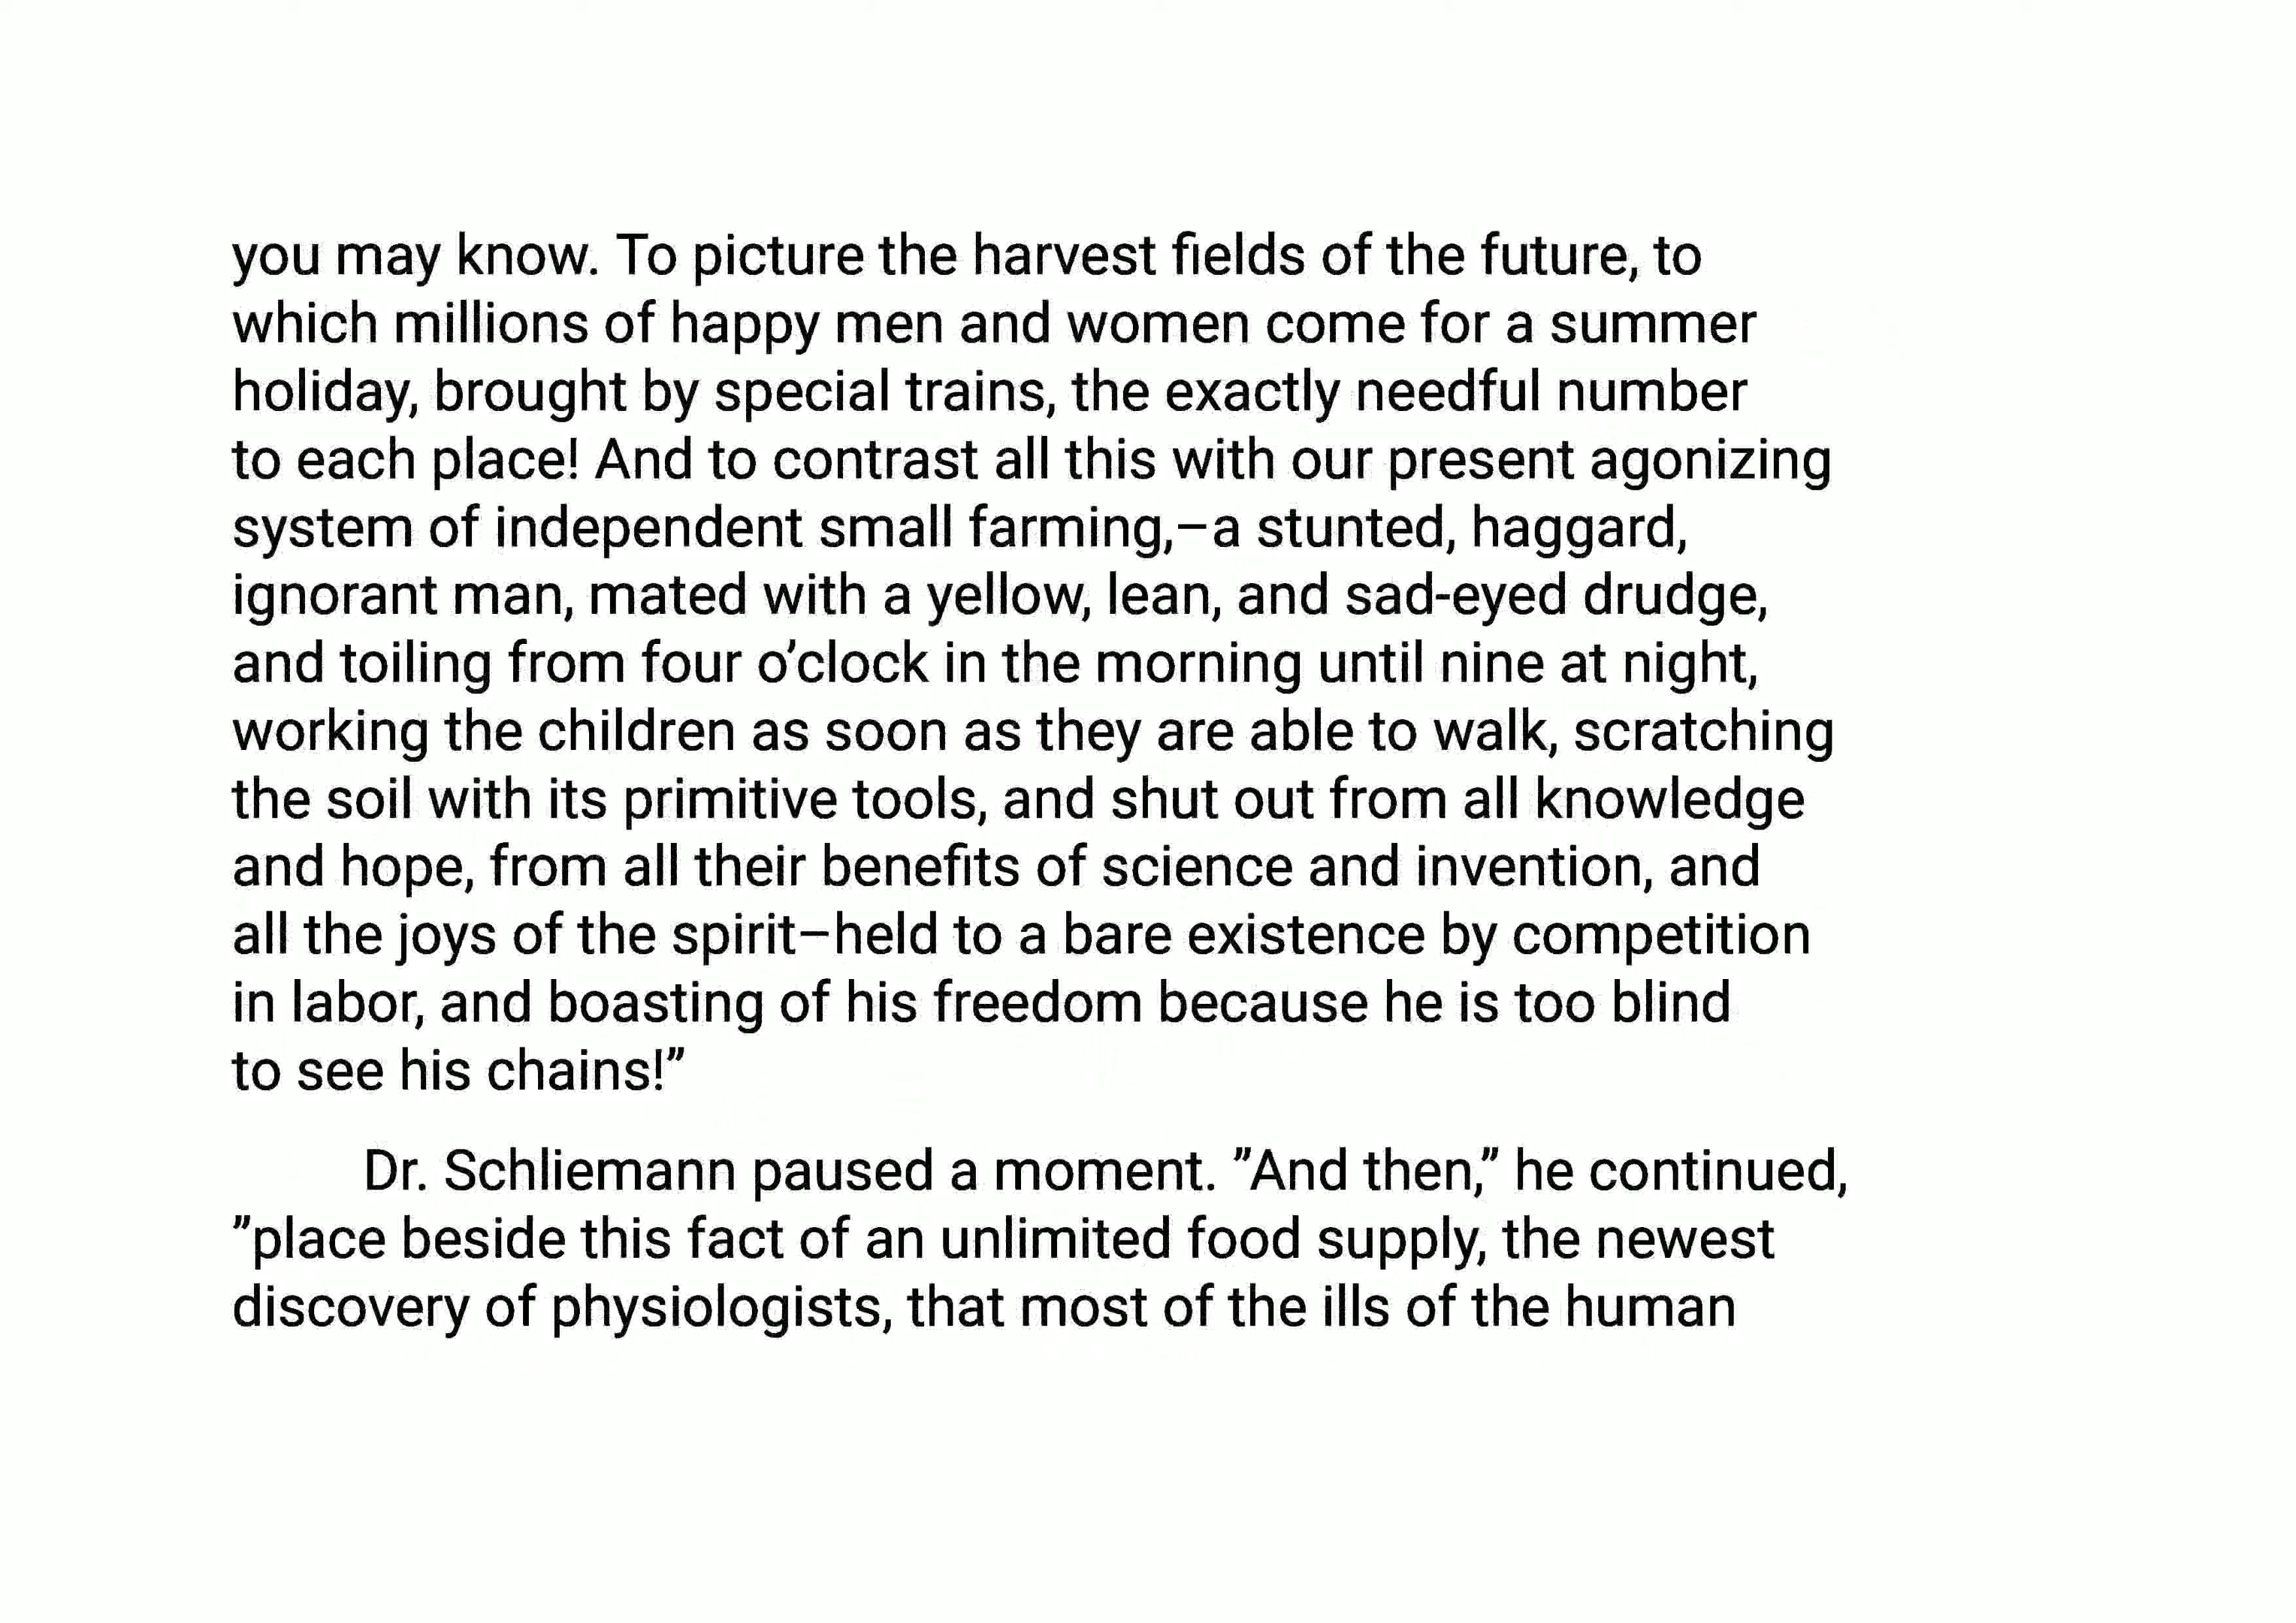 you may know. To picture the harvest fields of the future, to
which millions of happy men and women come for a summer
holiday, brought by special trains, the exactly needful number
to each place! And to contrast all this with our present agonizing
system of independent small farming,–a stunted, haggard,
ignorant man, mated with a yellow, lean, and sad-eyed drudge,
and toiling from four o’clock in the morning until nine at night,
working the children as soon as they are able to walk, scratching
the soil with its primitive tools, and shut out from all knowledge
and hope, from all their benefits of science and invention, and
all the joys of the spirit–held to a bare existence by competition
in labor, and boasting of his freedom because he is too blind
to see his chains!”
Dr. Schliemann paused a moment. ”And then,” he continued,
”place beside this fact of an unlimited food supply, the newest
discovery of physiologists, that most of the ills of the human